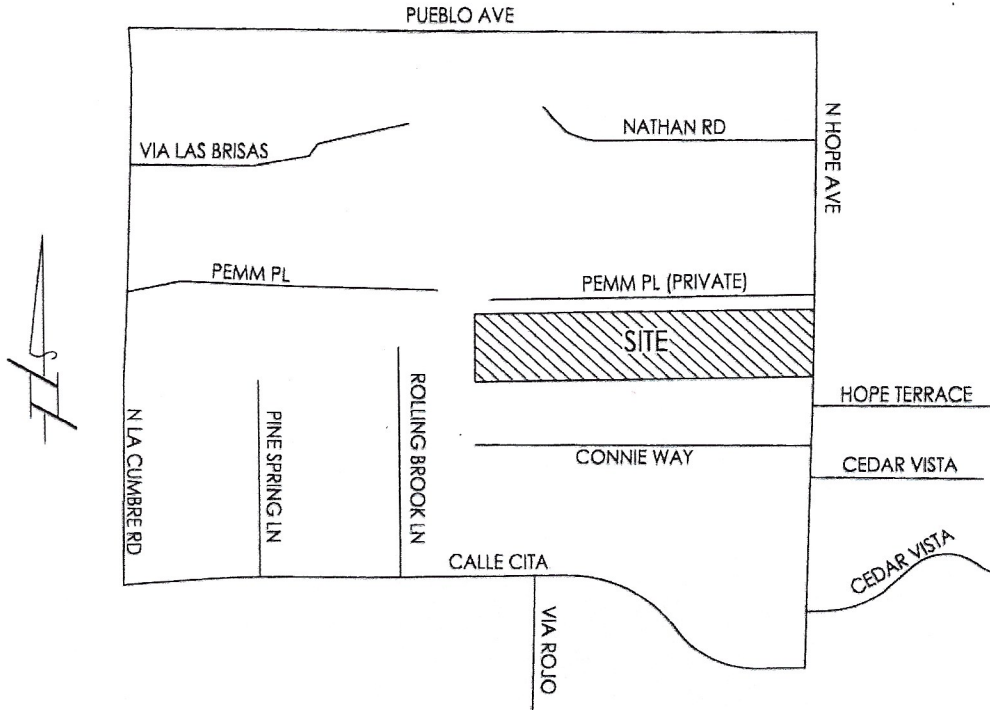 PUEBLO AVE
NATHAN RD
N HOPE AVE
VIA LAS BRISAS
PEMM PL
PEMM PL (PRIVATE)
SITE
HOPE TERRACE
N LA CUMBRE RD
PINE SPRING LN
ROLLING BROOK LN
CONNIE WAY
CEDAR VISTA
CALLE CITA
CEDAR VISTA
VIA ROJO